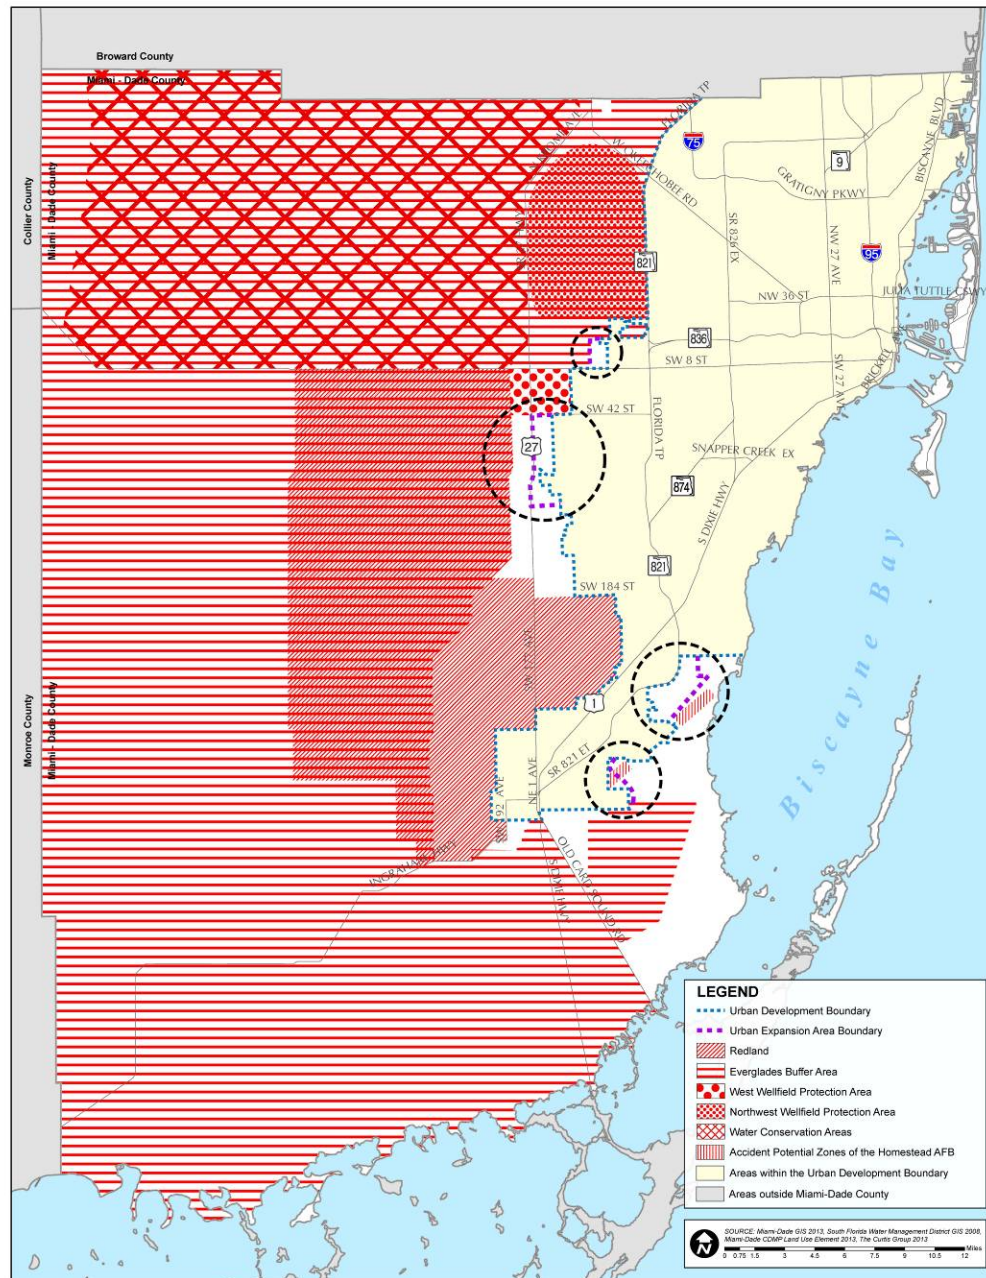 Broward County
Miami - Dade County
Collier County
Miami - Dade County
FLORIDA TP
75
9
BISCAYNE BLVD
W OKEECHOBEE RD
GRATIGNY PKWY
SR 826 EX
NW 27 AVE
95
821
JULIA TUTTLE CSWY
NW 36 ST
836
SW 8 ST
BRICKELL AVE
SW 27 AVE
SW 42 ST
FLORIDA TP
27
SNAPPER CREEK EX
874
S DIXIE HWY
821
SW 184 ST
SW 177 AVE
Biscayne Bay
Monroe County
Miami - Dade County
1
SR 821 ET
NE 1 AVE
SW 192 AVE
INGRAHAM HWY
OLD CARD SOUND RD
S DIXIE HWY
LEGEND
Urban Development Boundary
Urban Expansion Area Boundary
Redland
Everglades Buffer Area
West Wellfield Protection Area
Northwest Wellfield Protection Area
Water Conservation Areas
Accident Potential Zones of the Homestead AFB
Areas within the Urban Development Boundary
Areas outside Miami-Dade County
N
SOURCE: Miami-Dade GIS 2013, South Florida Water Management District GIS 2008,
Miami-Dade CDMP Land Use Element 2013, The Curtis Group 2013
Miles
0 0.75 1.5 3 4.5 6 7.5 9 10.5 12